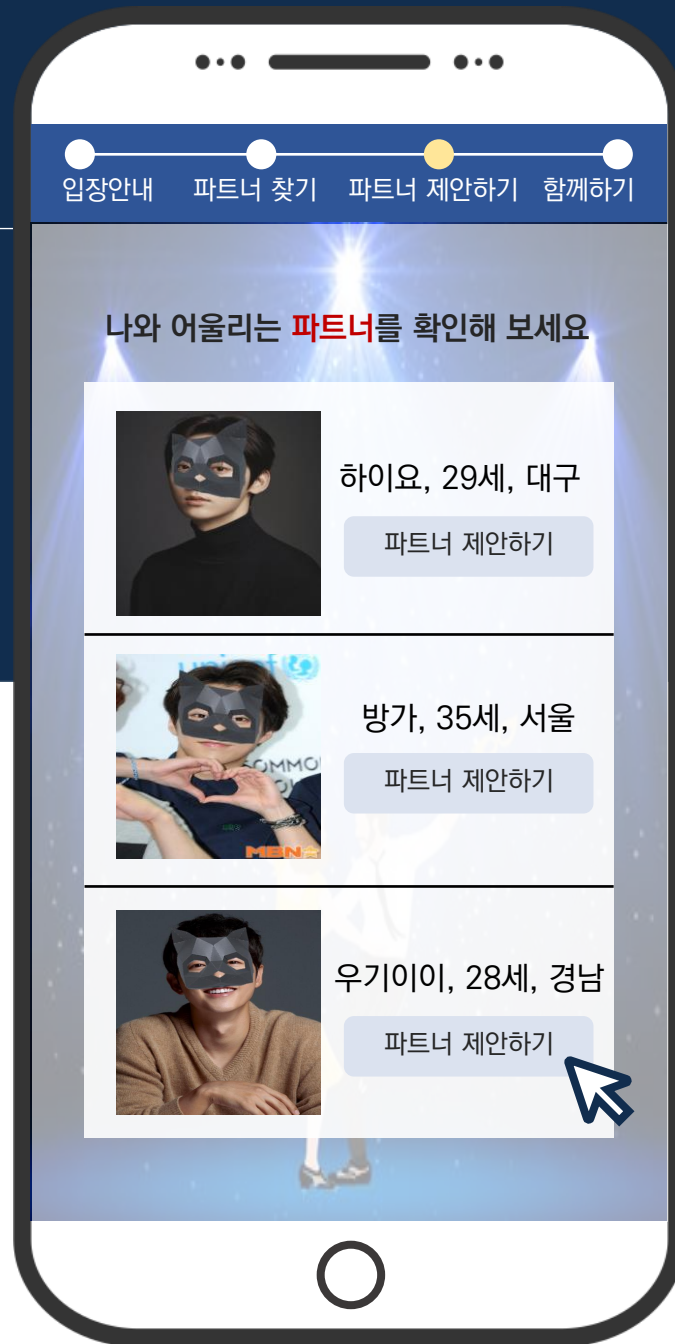 입장안내
파트너 찾기
파트너 제안하기
함께하기
나와 어울리는 파트너를 확인해 보세요
하이요, 29세, 대구
파트너 제안하기
방가, 35세, 서울
파트너 제안하기
MBN
우기이이, 28세, 경남
파트너 제안하기